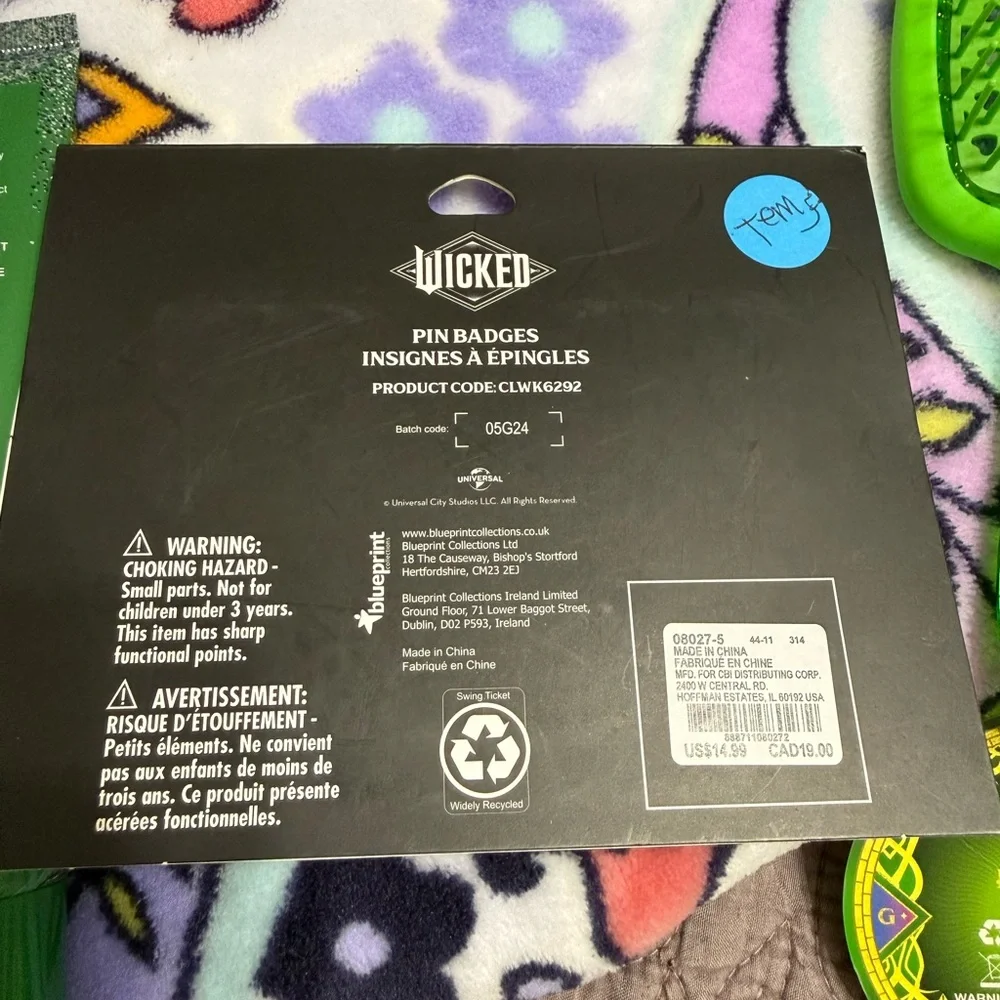 Tem 5
WICKED
PIN BADGES
INSIGNES À ÉPINGLES
PRODUCT CODE: CLWK6292
Batch code: 05G24
UNIVERSAL
© Universal City Studios LLC. All Rights Reserved.
WARNING:
CHOKING HAZARD -
Small parts. Not for
children under 3 years.
This item has sharp
functional points.
AVERTISSEMENT:
RISQUE D'ÉTOUFFEMENT -
Petits éléments. Ne convient
pas aux enfants de moins de
trois ans. Ce produit présente
acérées fonctionnelles.
blueprint
collections
www.blueprintcollections.co.uk
Blueprint Collections Ltd
18 The Causeway, Bishop's Stortford
Hertfordshire, CM23 2EJ
Blueprint Collections Ireland Limited
Ground Floor, 71 Lower Baggot Street,
Dublin, D02 P593, Ireland
Made in China
Fabriqué en Chine
Swing Ticket
Widely Recycled
08027-5 44-11 314
MADE IN CHINA
FABRIQUÉ EN CHINE
MFD. FOR CBI DISTRIBUTING CORP.
2400 W CENTRAL RD.
HOFFMAN ESTATES, IL 60192 USA
888711080272
US$14.99 CAD19.00
G
WARNI